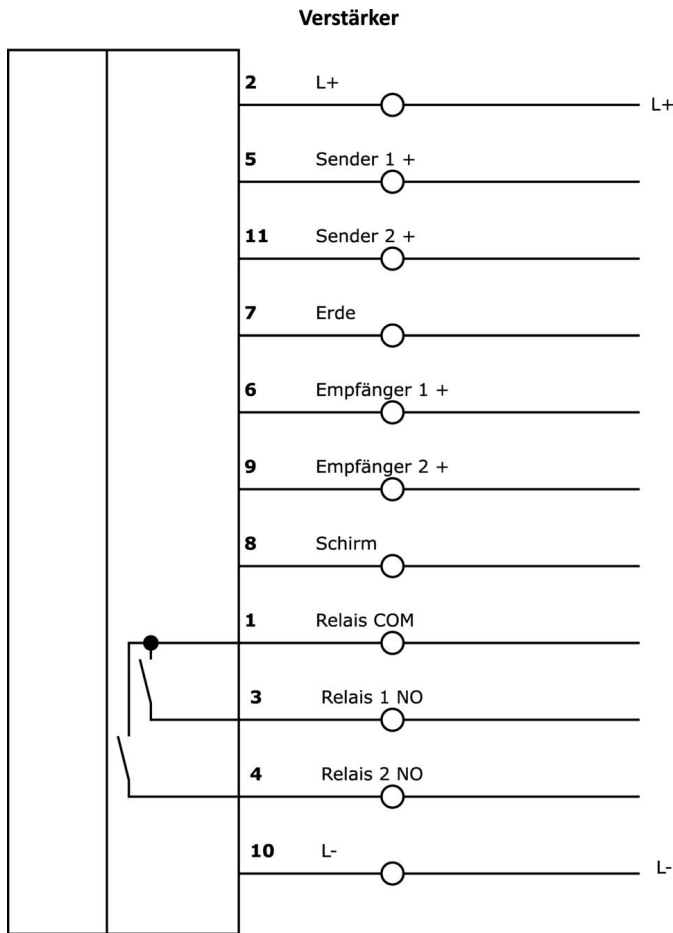 Verstärker
2 L+
L+
5 Sender 1 +
11 Sender 2 +
7 Erde
6 Empfänger 1 +
9 Empfänger 2 +
8 Schirm
1 Relais COM
3 Relais 1 NO
4 Relais 2 NO
10 L-
L-